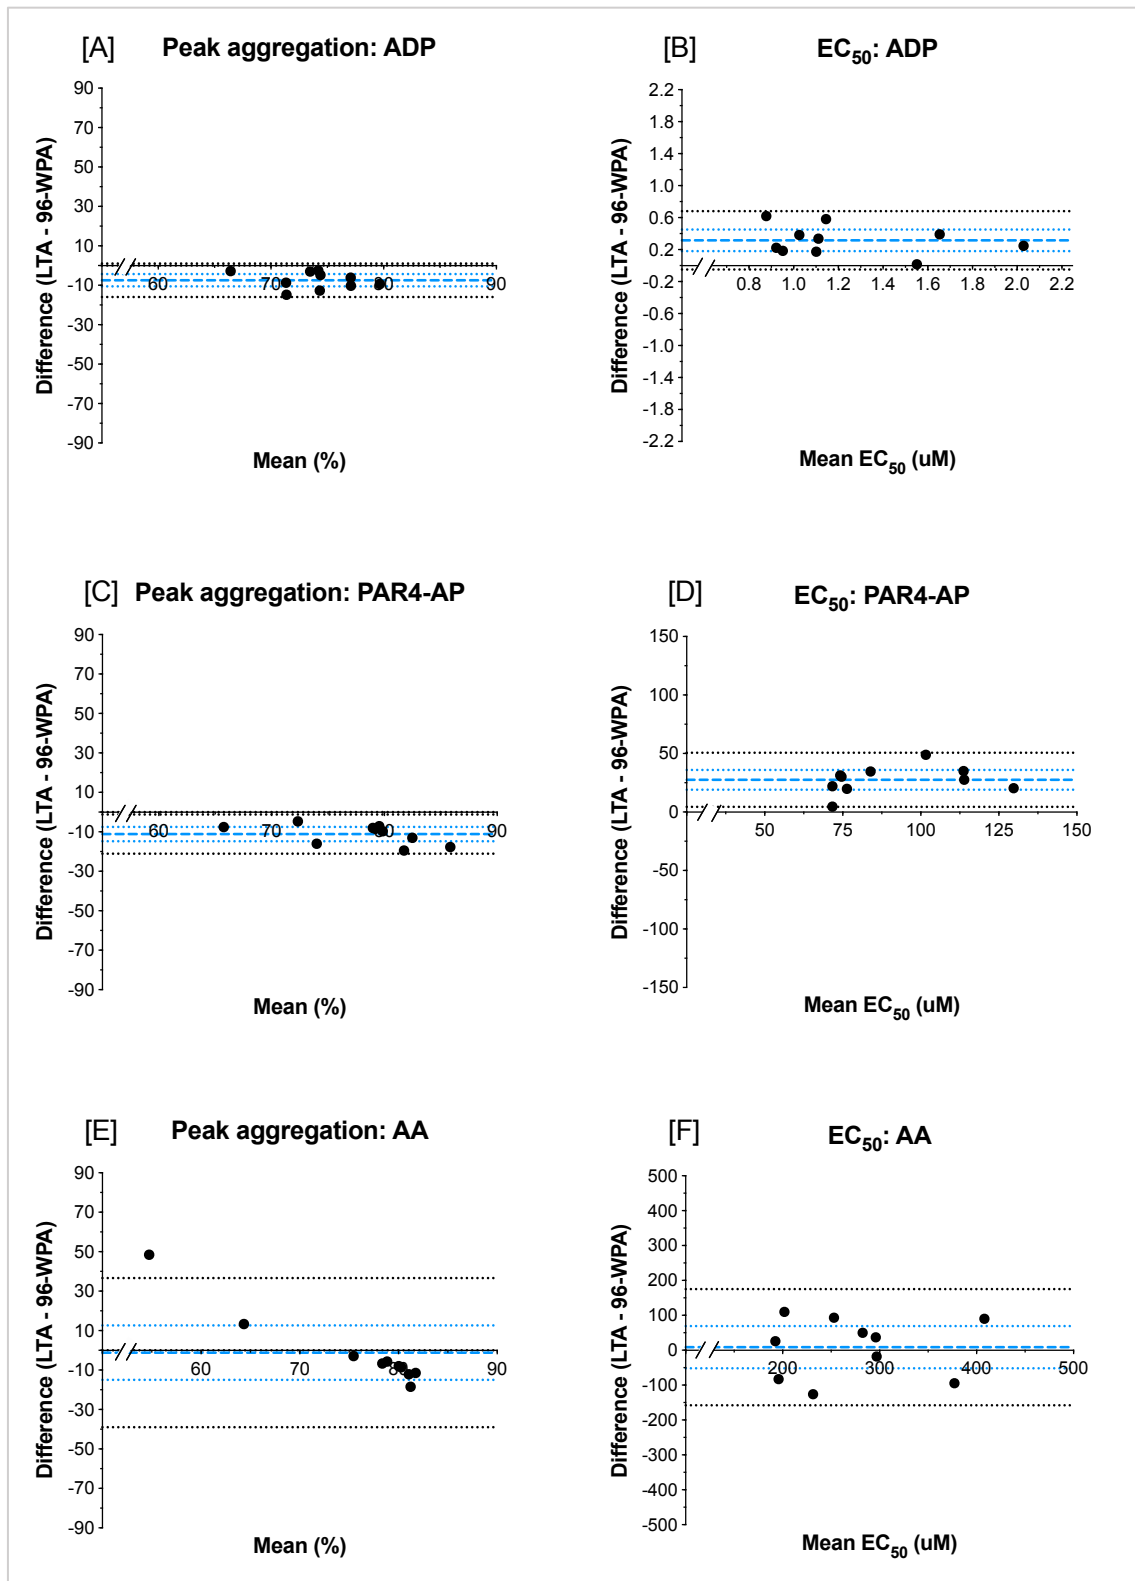 [A] Peak aggregation: ADP
90
70
50
30
10
-10
-30
-50
-70
-90
60 70 80 90
Difference (LTA - 96-WPA)
Mean (%)
[B] EC50: ADP
2.2
1.8
1.4
1.0
0.6
0.2
-0.2
-0.6
-1.0
-1.4
-1.8
-2.2
0.8 1.0 1.2 1.4 1.6 1.8 2.0 2.2
Difference (LTA - 96-WPA)
Mean EC50 (uM)
[C] Peak aggregation: PAR4-AP
90
70
50
30
10
-10
-30
-50
-70
-90
60 70 80 90
Difference (LTA - 96-WPA)
Mean (%)
[D] EC50: PAR4-AP
150
100
50
0
-50
-100
-150
50 75 100 125 150
Difference (LTA - 96-WPA)
Mean EC50 (uM)
[E] Peak aggregation: AA
90
70
50
30
10
-10
-30
-50
-70
-90
60 70 80 90
Difference (LTA - 96-WPA)
Mean (%)
[F] EC50: AA
500
400
300
200
100
0
-100
-200
-300
-400
-500
200 300 400 500
Difference (LTA - 96-WPA)
Mean EC50 (uM)